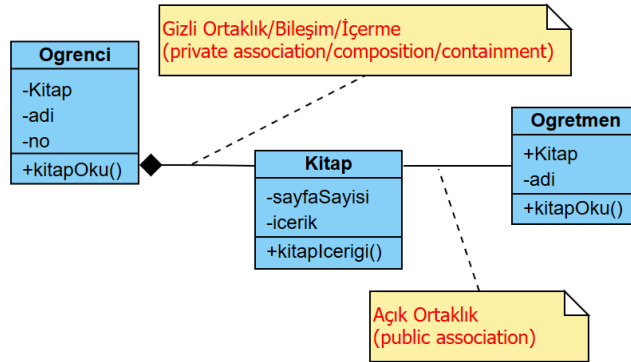 Gizli Ortaklık/Bileşim/İçerme
(private association/composition/containment)
Ogrenci
-Kitap
-adi
-no
+kitapOku()
Kitap
-sayfaSayisi
-icerik
+kitapIcerigi()
Ogretmen
+Kitap
-adi
+kitapOku()
Açık Ortaklık
(public association)